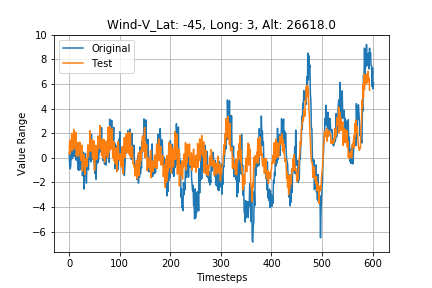 Wind-V_Lat: -45, Long: 3, Alt: 26618.0
Original
Test
Value Range
10
8
6
4
2
0
−2
−4
−6
0 100 200 300 400 500 600
Timesteps